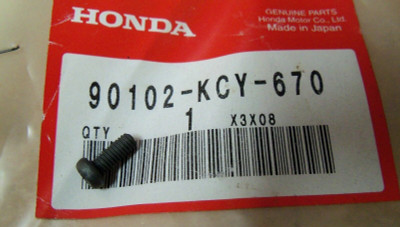 HONDA
GENUINE PARTS
Honda Motor Co., Ltd.
Made in Japan
90102-KCY-670
QTY 1 X3X08